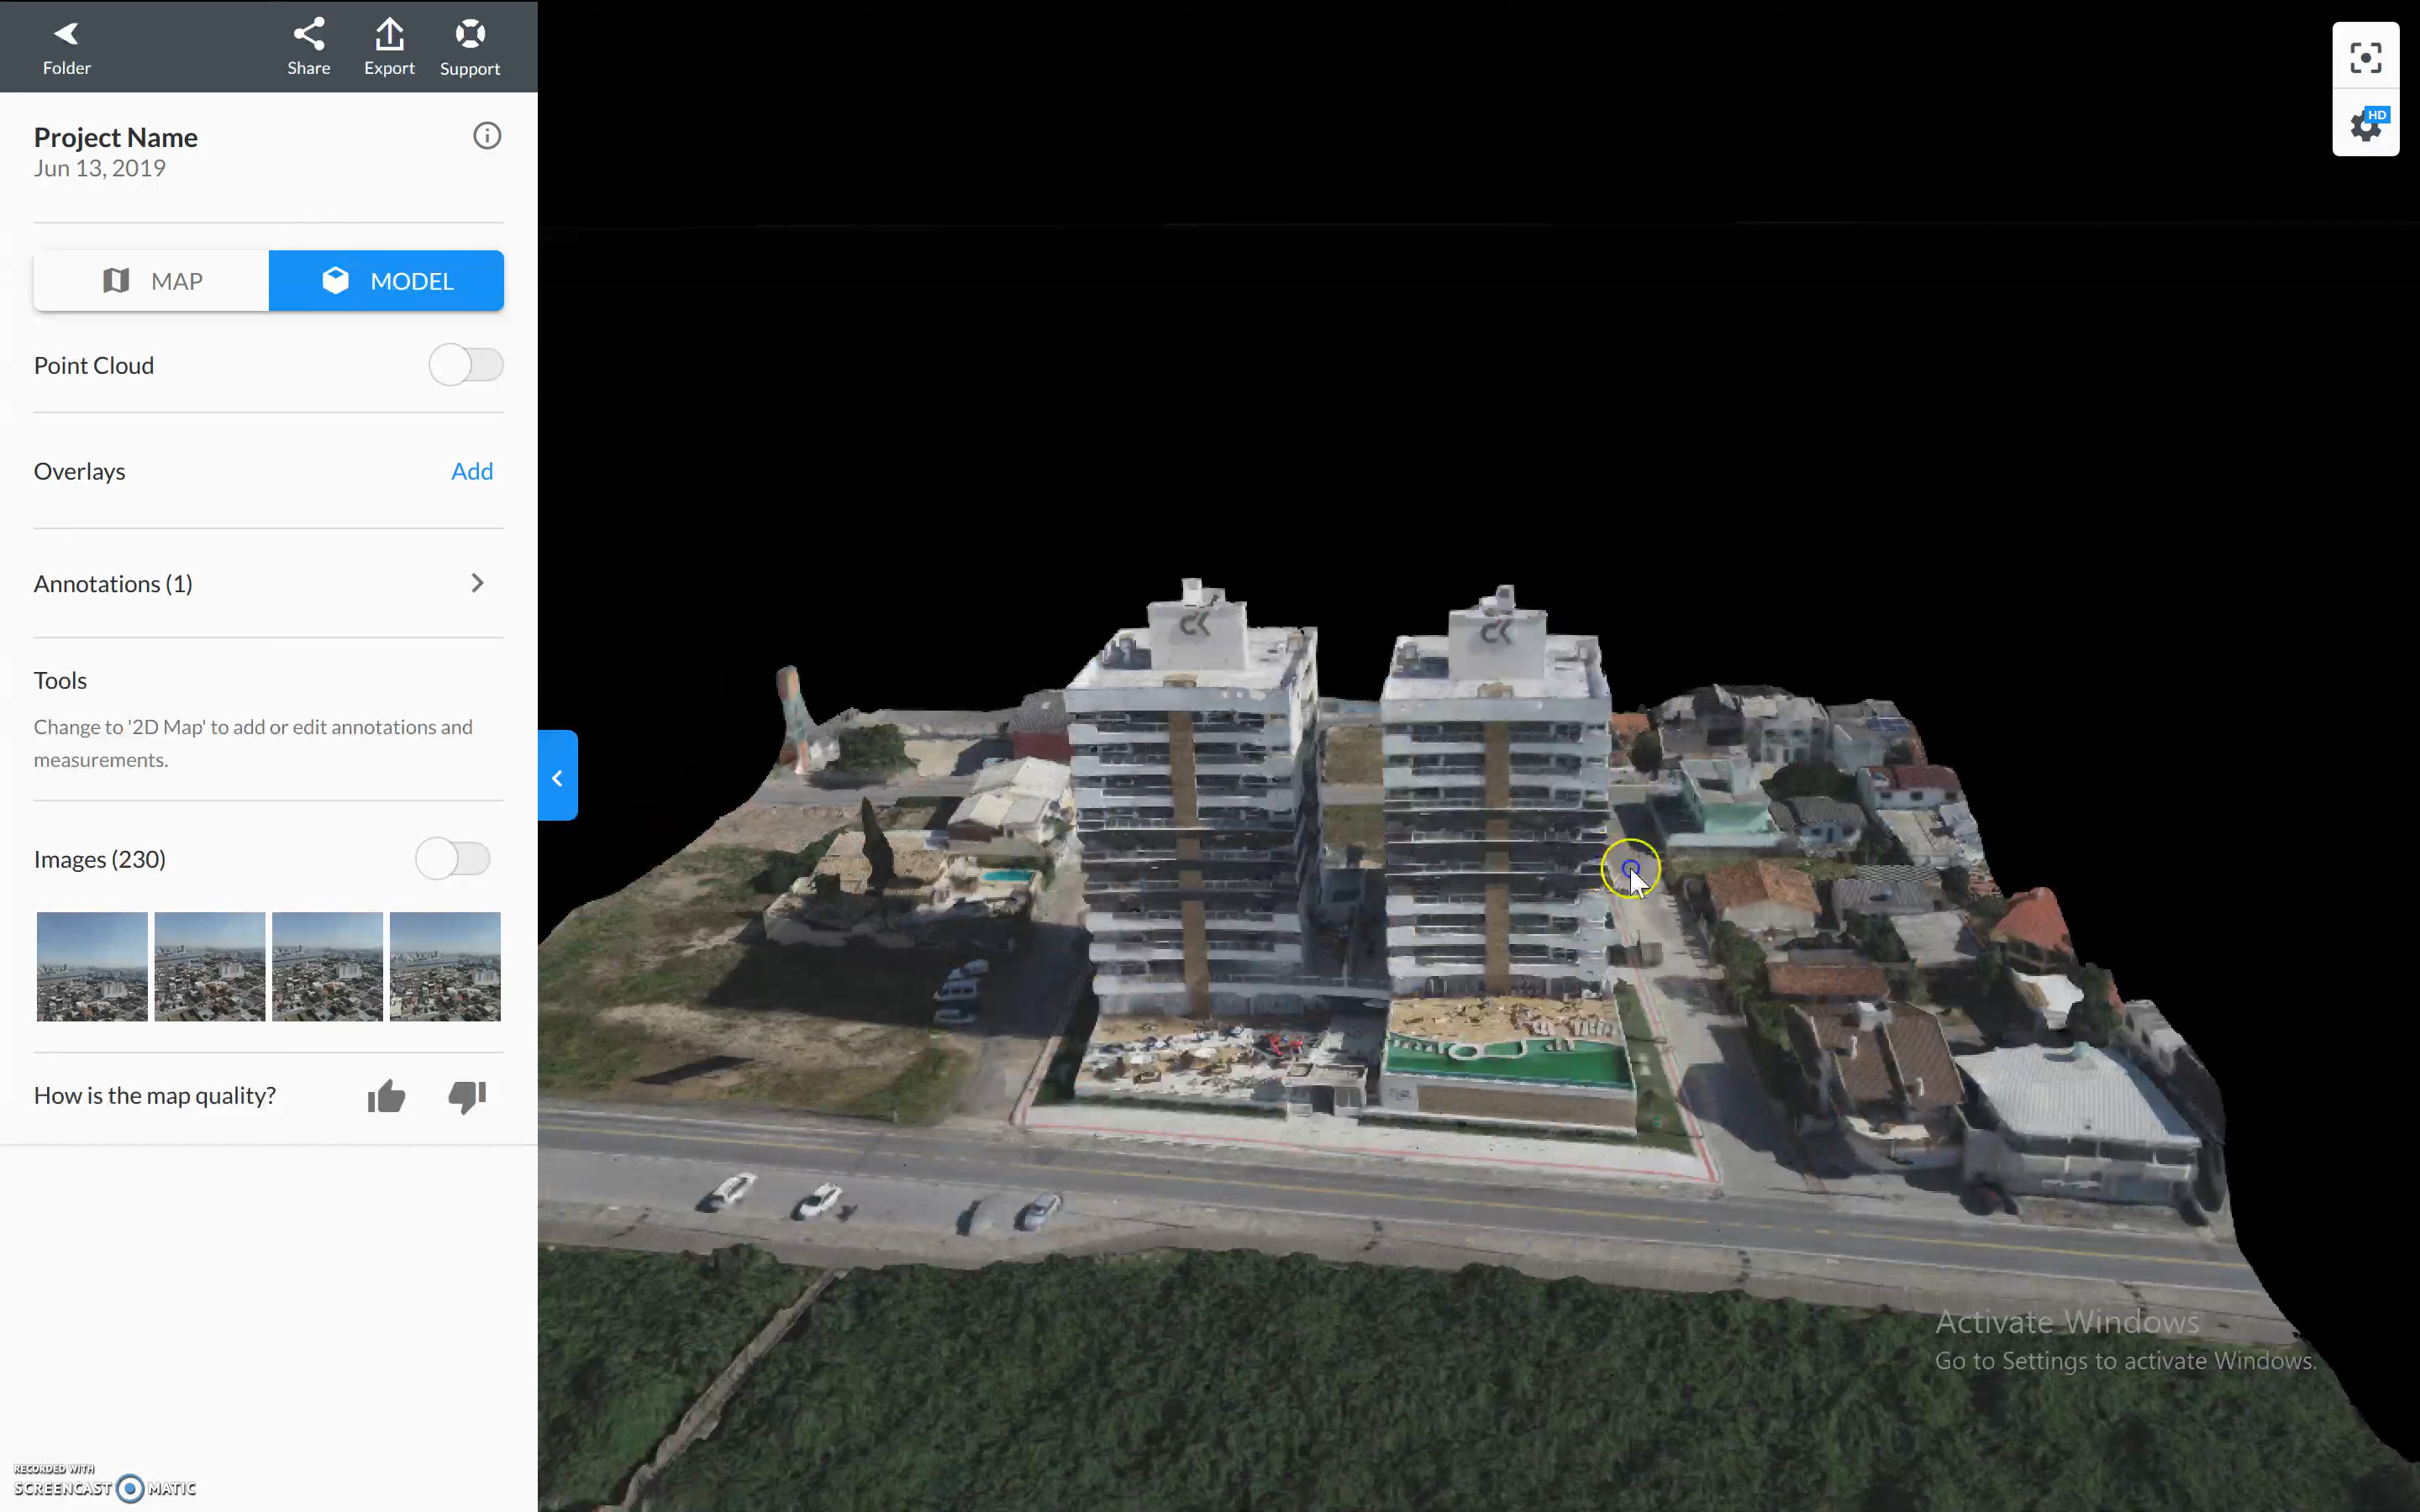 Folder
Share
Export
Support
Project Name
Jun 13, 2019
MAP
MODEL
Point Cloud
Overlays
Add
Annotations (1)
Tools
Change to '2D Map' to add or edit annotations and
measurements.
Images (230)
How is the map quality?
RECORDED WITH
SCREENCAST MATIC
HD
CK
CK
Activate Windows
Go to Settings to activate Windows.